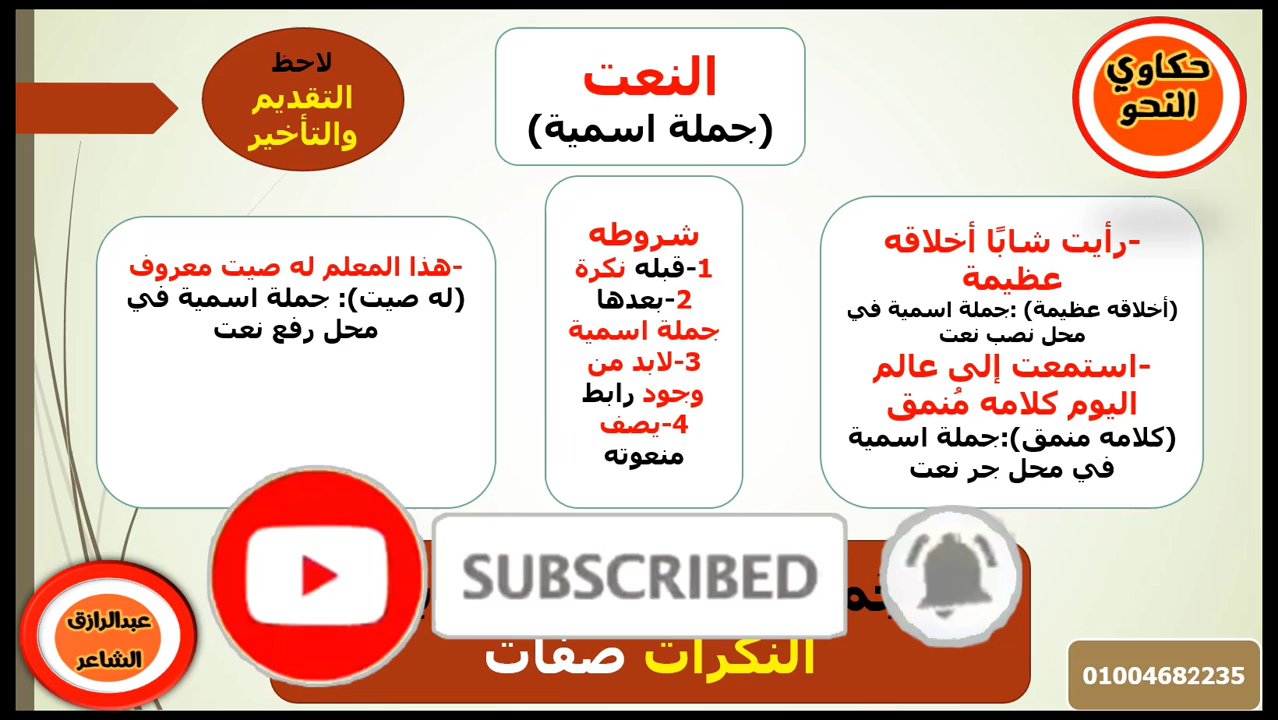 حكاوي
النحو
النعت
(جملة اسمية)
لاحظ
التقديم
والتأخير
-رأيت شابًا أخلاقه
عظيمة
(أخلاقه عظيمة) :جملة اسمية في
محل نصب نعت
-استمعت إلى عالم
اليوم كلامه مُنمق
(كلامه منمق):جملة اسمية
في محل جر نعت
شروطه
1-قبله نكرة
2-بعدها
جملة اسمية
3-لابد من
وجود رابط
4-يصف
منعوته
-هذا المعلم له صيت معروف
(له صيت): جملة اسمية في
محل رفع نعت
SUBSCRIBED
النكرات صفات
عبدالرازق
الشاعر
01004682235